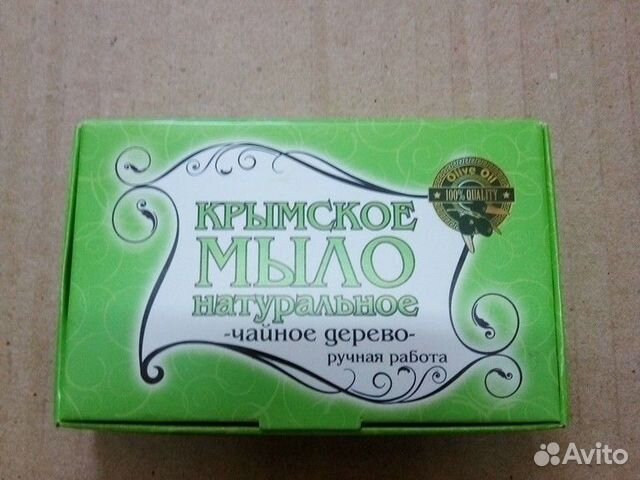 Olive Oil
100% QUALITY
КРЫМСКОЕ
МЫЛО
натуральное
-чайное дерево-
ручная работа
Avito